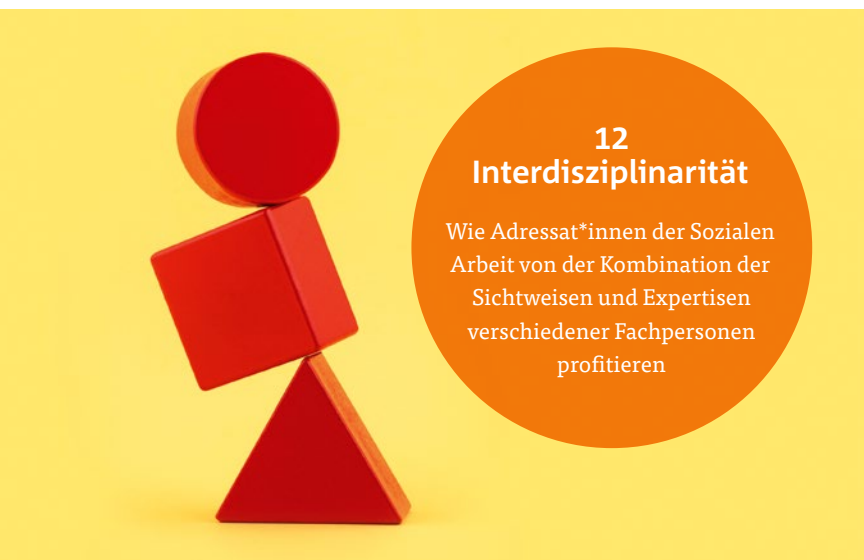 12
Interdisziplinarität
Wie Adressat*innen der Sozialen
Arbeit von der Kombination der
Sichtweisen und Expertisen
verschiedener Fachpersonen
profitieren